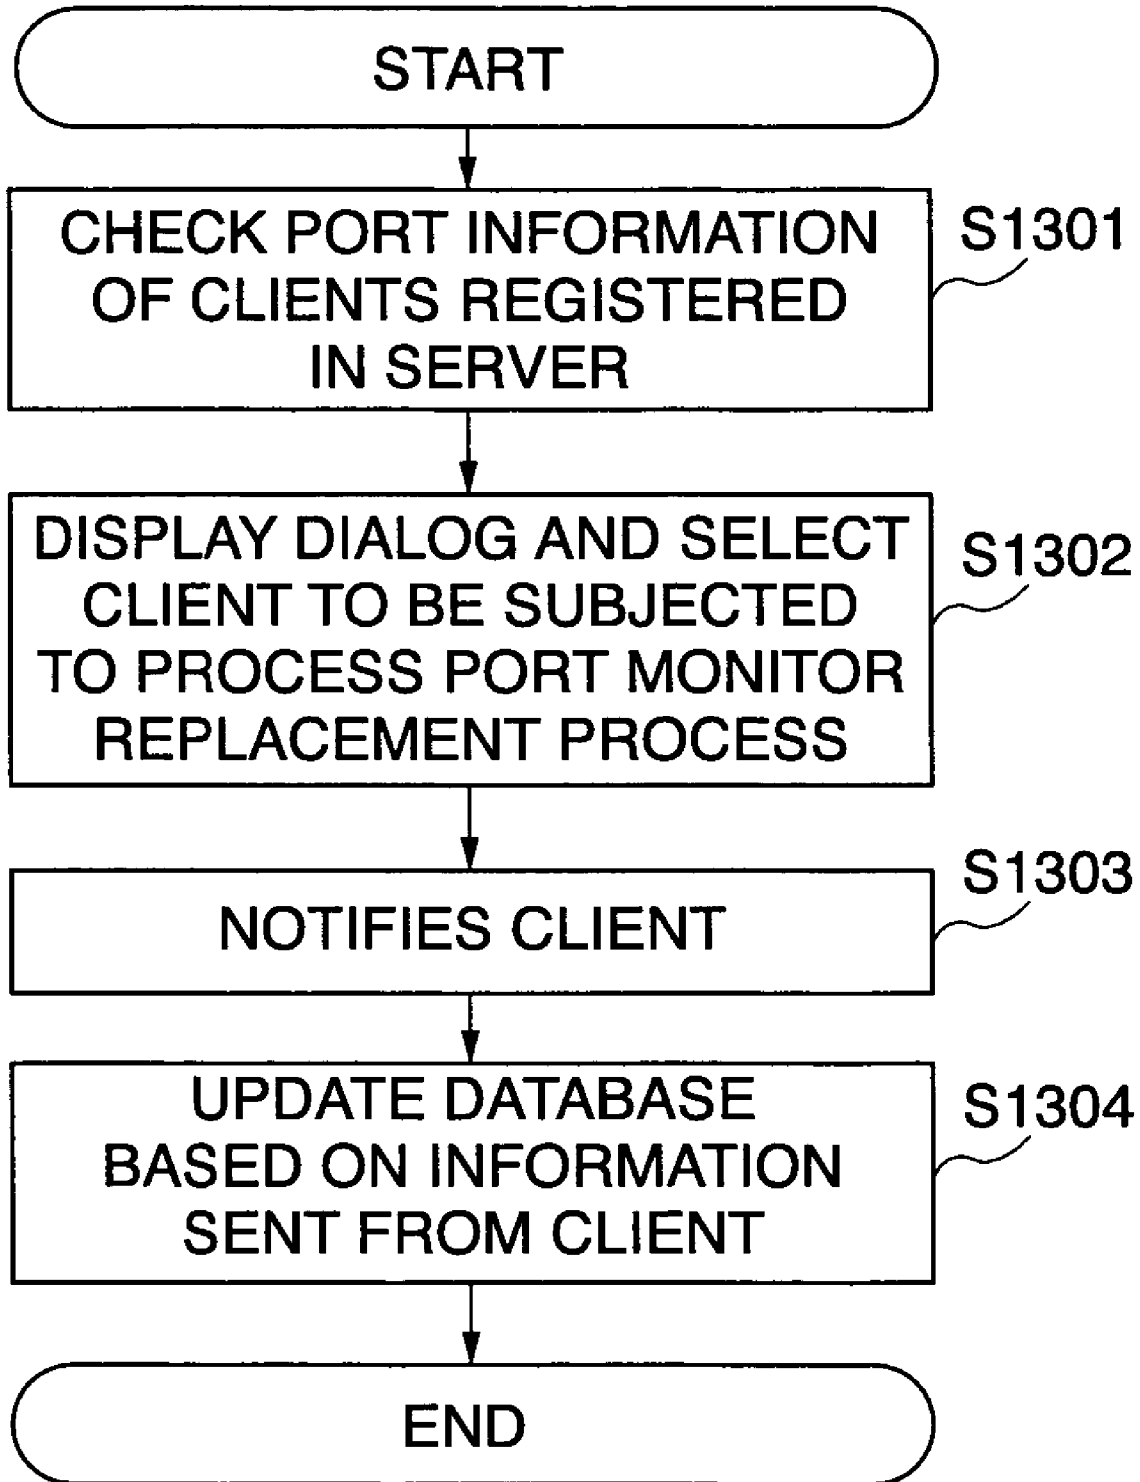 START
CHECK PORT INFORMATION
OF CLIENTS REGISTERED
IN SERVER
S1301
DISPLAY DIALOG AND SELECT
CLIENT TO BE SUBJECTED
TO PROCESS PORT MONITOR
REPLACEMENT PROCESS
S1302
NOTIFIES CLIENT
S1303
UPDATE DATABASE
BASED ON INFORMATION
SENT FROM CLIENT
S1304
END